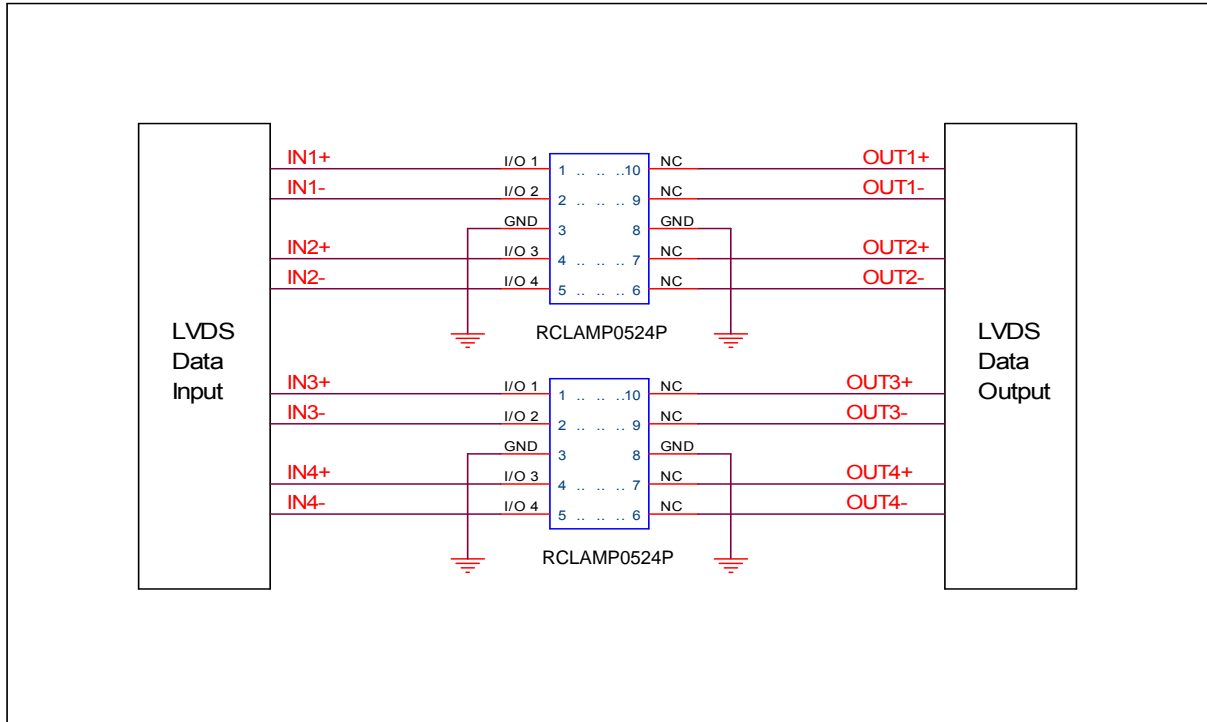 IN1+ I/O 1 1 .. .. ..10 NC OUT1+
IN1- I/O 2 2 .. .. .. 9 NC OUT1-
GND 3 8 GND
IN2+ I/O 3 4 .. .. .. 7 NC OUT2+
IN2- I/O 4 5 .. .. .. 6 NC OUT2-
RCLAMP0524P
LVDS
Data
Input
LVDS
Data
Output
IN3+ I/O 1 1 .. .. ..10 NC OUT3+
IN3- I/O 2 2 .. .. .. 9 NC OUT3-
GND 3 8 GND
IN4+ I/O 3 4 .. .. .. 7 NC OUT4+
IN4- I/O 4 5 .. .. .. 6 NC OUT4-
RCLAMP0524P